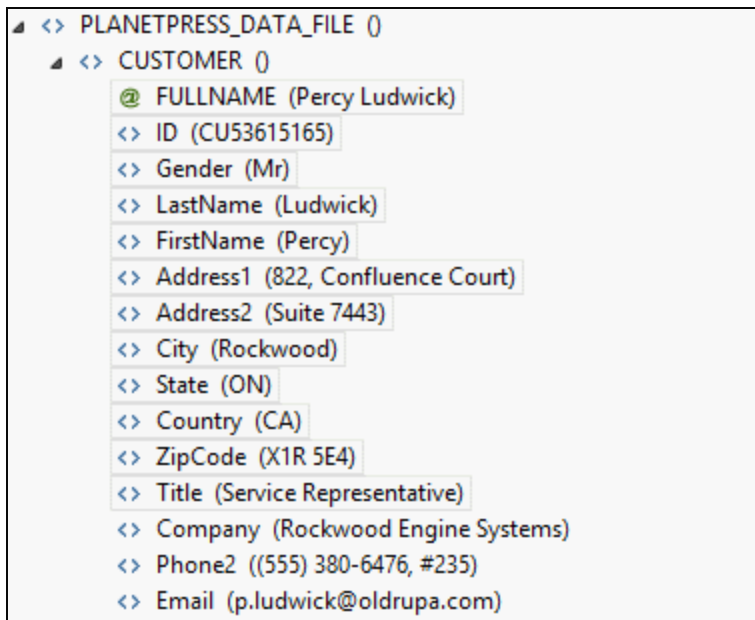 PLANETPRESS_DATA_FILE ()
CUSTOMER ()
@ FULLNAME (Percy Ludwick)
<> ID (CU53615165)
<> Gender (Mr)
<> LastName (Ludwick)
<> FirstName (Percy)
<> Address1 (822, Confluence Court)
<> Address2 (Suite 7443)
<> City (Rockwood)
<> State (ON)
<> Country (CA)
<> ZipCode (X1R 5E4)
<> Title (Service Representative)
<> Company (Rockwood Engine Systems)
<> Phone2 ((555) 380-6476, #235)
<> Email (p.ludwick@oldrupa.com)